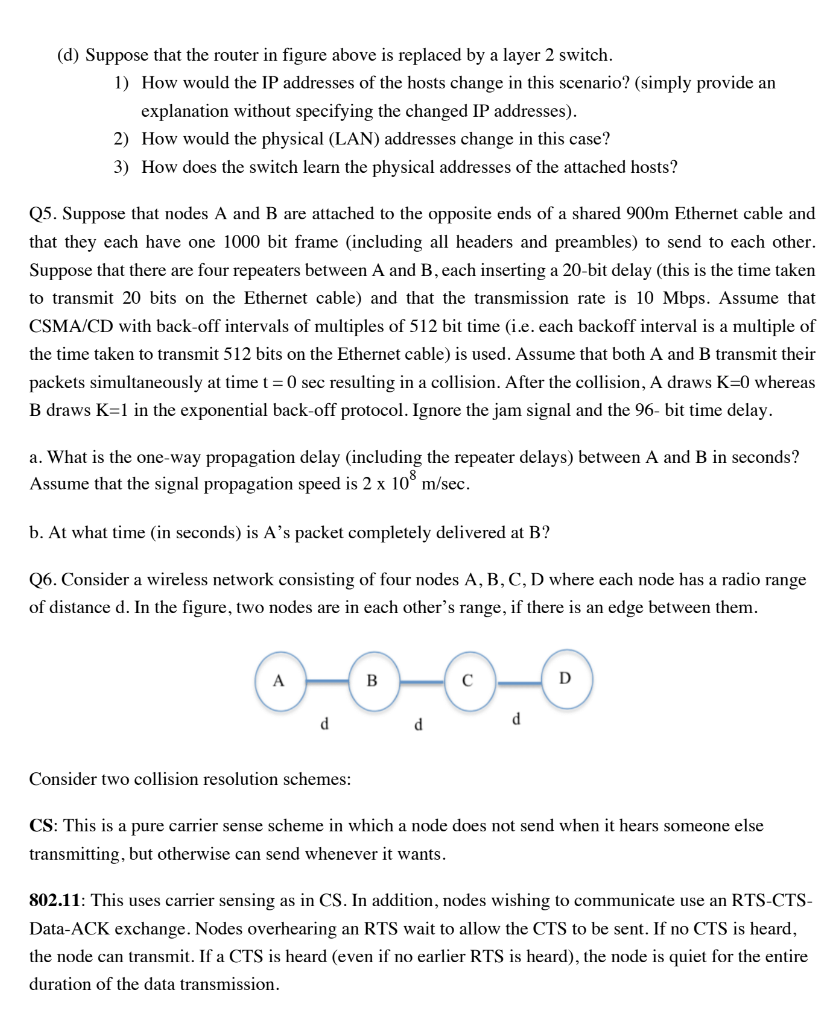 (d) Suppose that the router in figure above is replaced by a layer 2 switch.
1) How would the IP addresses of the hosts change in this scenario? (simply provide an
explanation without specifying the changed IP addresses).
2) How would the physical (LAN) addresses change in this case?
3) How does the switch learn the physical addresses of the attached hosts?
Q5. Suppose that nodes A and B are attached to the opposite ends of a shared 900m Ethernet cable and
that they each have one 1000 bit frame (including all headers and preambles) to send to each other.
Suppose that there are four repeaters between A and B, each inserting a 20-bit delay (this is the time taken
to transmit 20 bits on the Ethernet cable) and that the transmission rate is 10 Mbps. Assume that
CSMA/CD with back-off intervals of multiples of 512 bit time (i.e. each backoff interval is a multiple of
the time taken to transmit 512 bits on the Ethernet cable) is used. Assume that both A and B transmit their
packets simultaneously at time t = 0 sec resulting in a collision. After the collision, A draws K=0 whereas
B draws K=1 in the exponential back-off protocol. Ignore the jam signal and the 96- bit time delay.
a. What is the one-way propagation delay (including the repeater delays) between A and B in seconds?
Assume that the signal propagation speed is 2 x 10⁸ m/sec.
b. At what time (in seconds) is A's packet completely delivered at B?
Q6. Consider a wireless network consisting of four nodes A, B, C, D where each node has a radio range
of distance d. In the figure, two nodes are in each other's range, if there is an edge between them.
A B C D
d d d
Consider two collision resolution schemes:
CS: This is a pure carrier sense scheme in which a node does not send when it hears someone else
transmitting, but otherwise can send whenever it wants.
802.11: This uses carrier sensing as in CS. In addition, nodes wishing to communicate use an RTS-CTS-
Data-ACK exchange. Nodes overhearing an RTS wait to allow the CTS to be sent. If no CTS is heard,
the node can transmit. If a CTS is heard (even if no earlier RTS is heard), the node is quiet for the entire
duration of the data transmission.